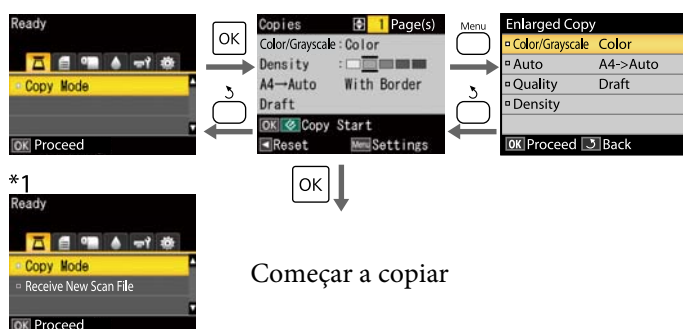 Ready
Copy Mode
OK Proceed
OK
Copies 1 Page(s)
Color/Grayscale : Color
Density :
A4→Auto With Border
Draft
OK Copy Start
Reset Menu Settings
Menu
Enlarged Copy
Color/Grayscale Color
Auto A4->Auto
Quality Draft
Density
OK Proceed Back
OK
Começar a copiar
*1
Ready
Copy Mode
Receive New Scan File
OK Proceed